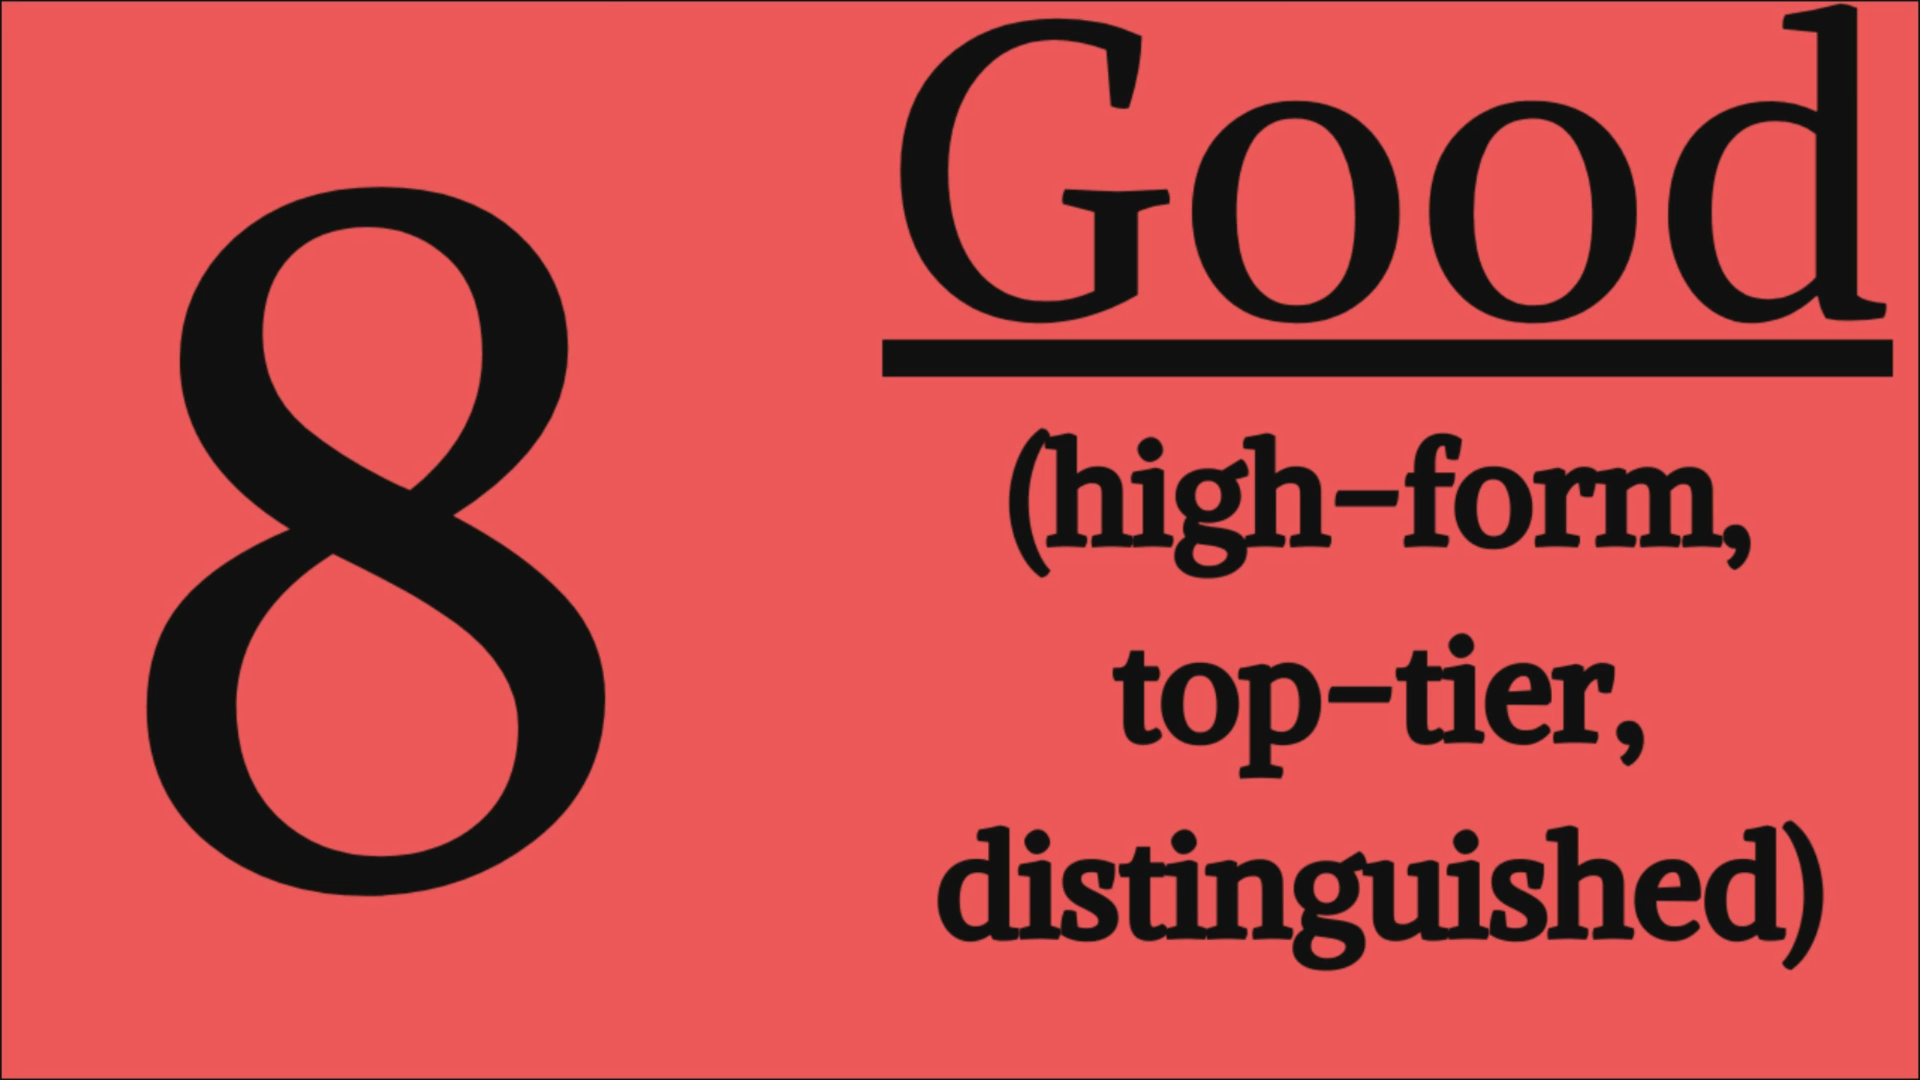 8
Good
(high-form,
top-tier,
distinguished)